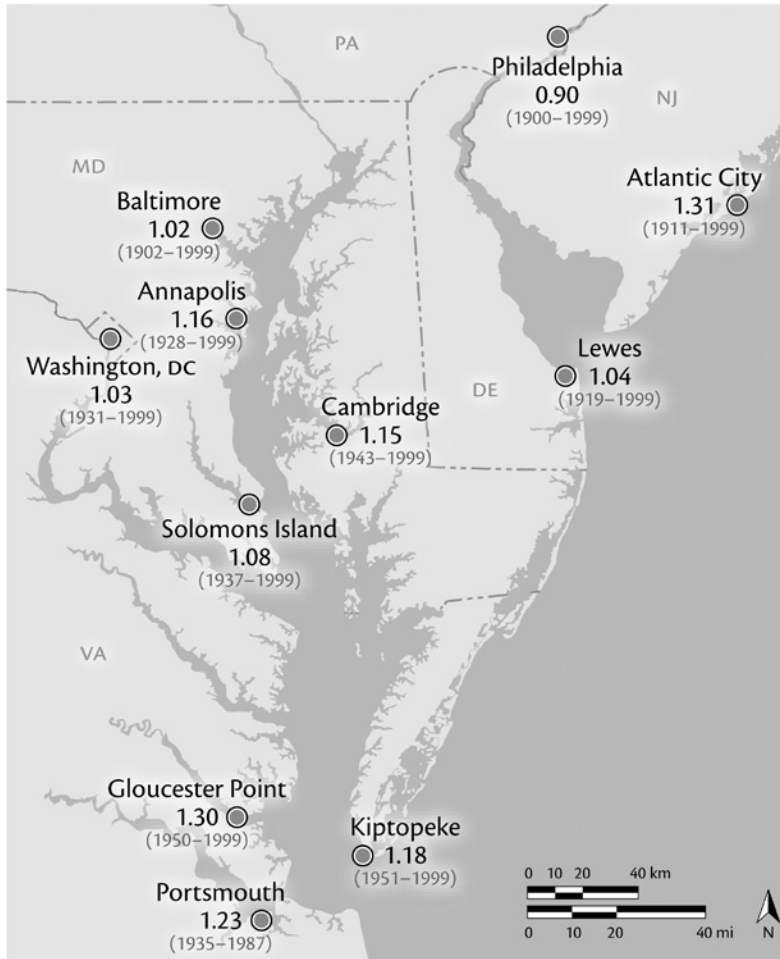 PA
Philadelphia
0.90
(1900–1999)
NJ
MD
Atlantic City
1.31
(1911–1999)
Baltimore
1.02
(1902–1999)
Annapolis
1.16
(1928–1999)
Washington, DC
1.03
(1931–1999)
Lewes
1.04
(1919–1999)
DE
Cambridge
1.15
(1943–1999)
Solomons Island
1.08
(1937–1999)
VA
Gloucester Point
1.30
(1950–1999)
Kiptopeke
1.18
(1951–1999)
Portsmouth
1.23
(1935–1987)
0 10 20 40 km
0 10 20 40 mi
N